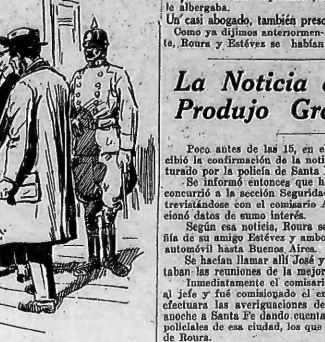 le albergaba.
Un casi abogado, también presc
Como ya dijimos anteriormen-
te, Roura y Estévez se habían
La Noticia
Produjo Gra
Poco antes de las 15, en e
cibió la confirmación de la noti
turado por la policía de Santa
Se informó entonces que h
concurrió a la sección Seguridad
trevistándose con el comisario A
cionó datos de sumo interés.
Según esa noticia, Roura s
ñía de su amigo Estévez y ambo
automóvil hasta Buenos Aires.
Se hacían llamar allí José y
taban las reuniones de la mejor
Inmediatamente el comisari
al jefe y fué comisionado el
efectuara las averiguaciones de
anoche a Santa Fe dando cuenta
policiales de esa ciudad, los que
de Roura.